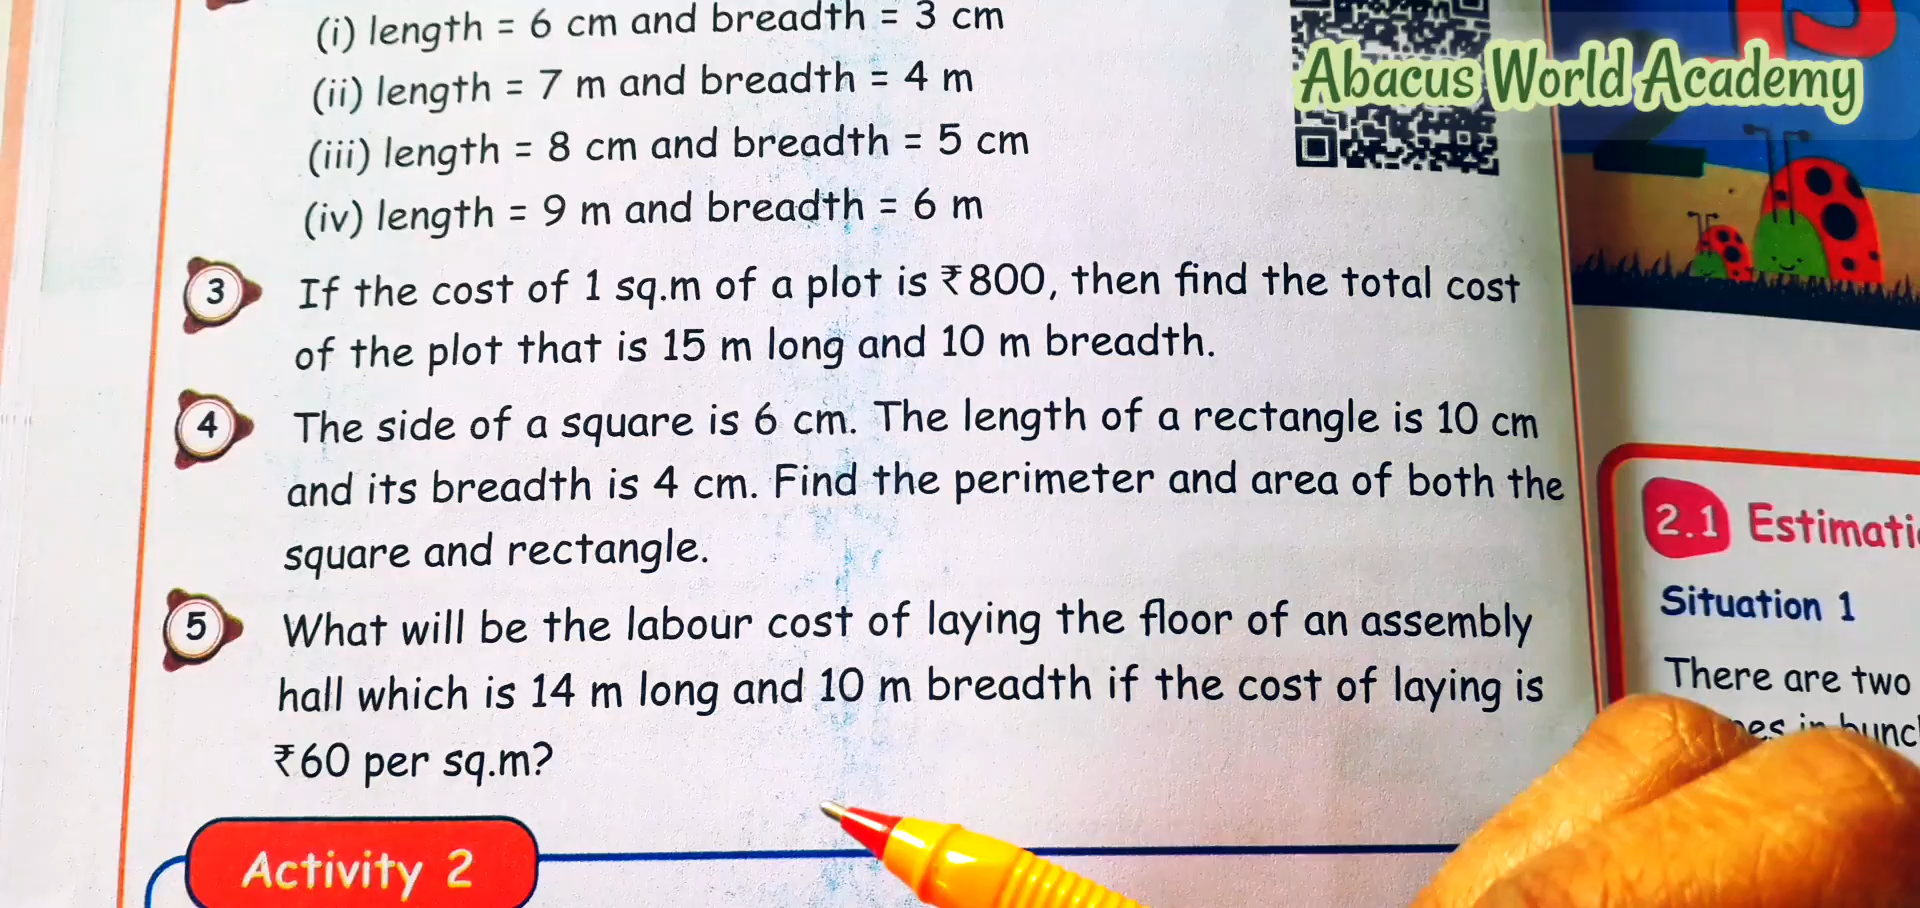 (i) length = 6 cm and breadth = 3 cm
(ii) length = 7 m and breadth = 4 m
(iii) length = 8 cm and breadth = 5 cm
(iv) length = 9 m and breadth = 6 m
3 If the cost of 1 sq.m of a plot is ₹800, then find the total cost
of the plot that is 15 m long and 10 m breadth.
4 The side of a square is 6 cm. The length of a rectangle is 10 cm
and its breadth is 4 cm. Find the perimeter and area of both the
square and rectangle.
5 What will be the labour cost of laying the floor of an assembly
hall which is 14 m long and 10 m breadth if the cost of laying is
₹60 per sq.m?
Activity 2
Abacus World Academy
2
2.1
Situation 1
There are two
in